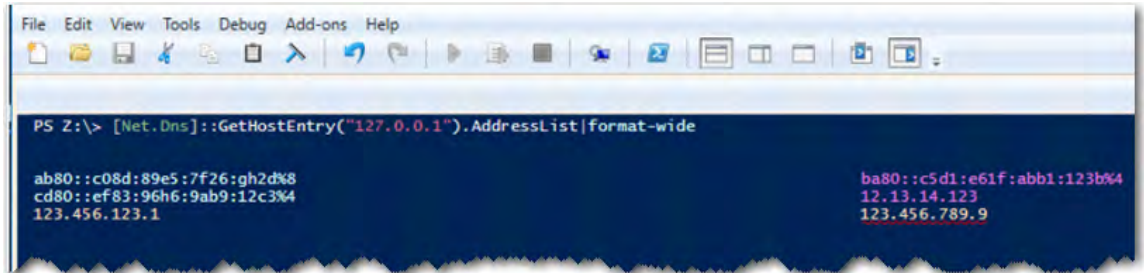 File Edit View Tools Debug Add-ons Help
PS Z:\> [Net.Dns]::GetHostEntry("127.0.0.1").AddressList|format-wide
ab80::c08d:89e5:7f26:gh2d%8 ba80::c5d1:e61f:abb1:123b%4
cd80::ef83:96h6:9ab9:12c3%4 12.13.14.123
123.456.123.1 123.456.789.9